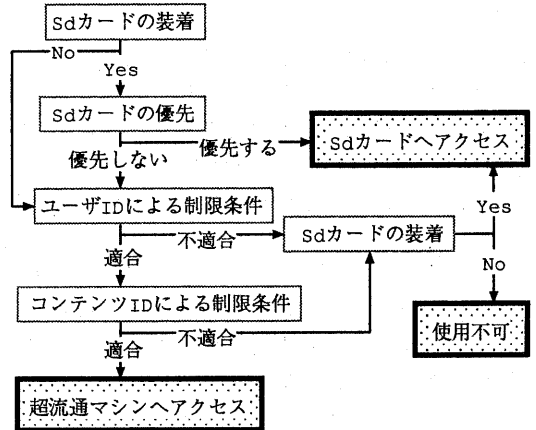 Sdカードの装着
No
Yes
Sdカードの優先
優先しない
優先する
Sdカードへアクセス
ユーザIDによる制限条件
不適合
Sdカードの装着
Yes
適合
No
コンテンツIDによる制限条件
不適合
使用不可
適合
超流通マシンへアクセス